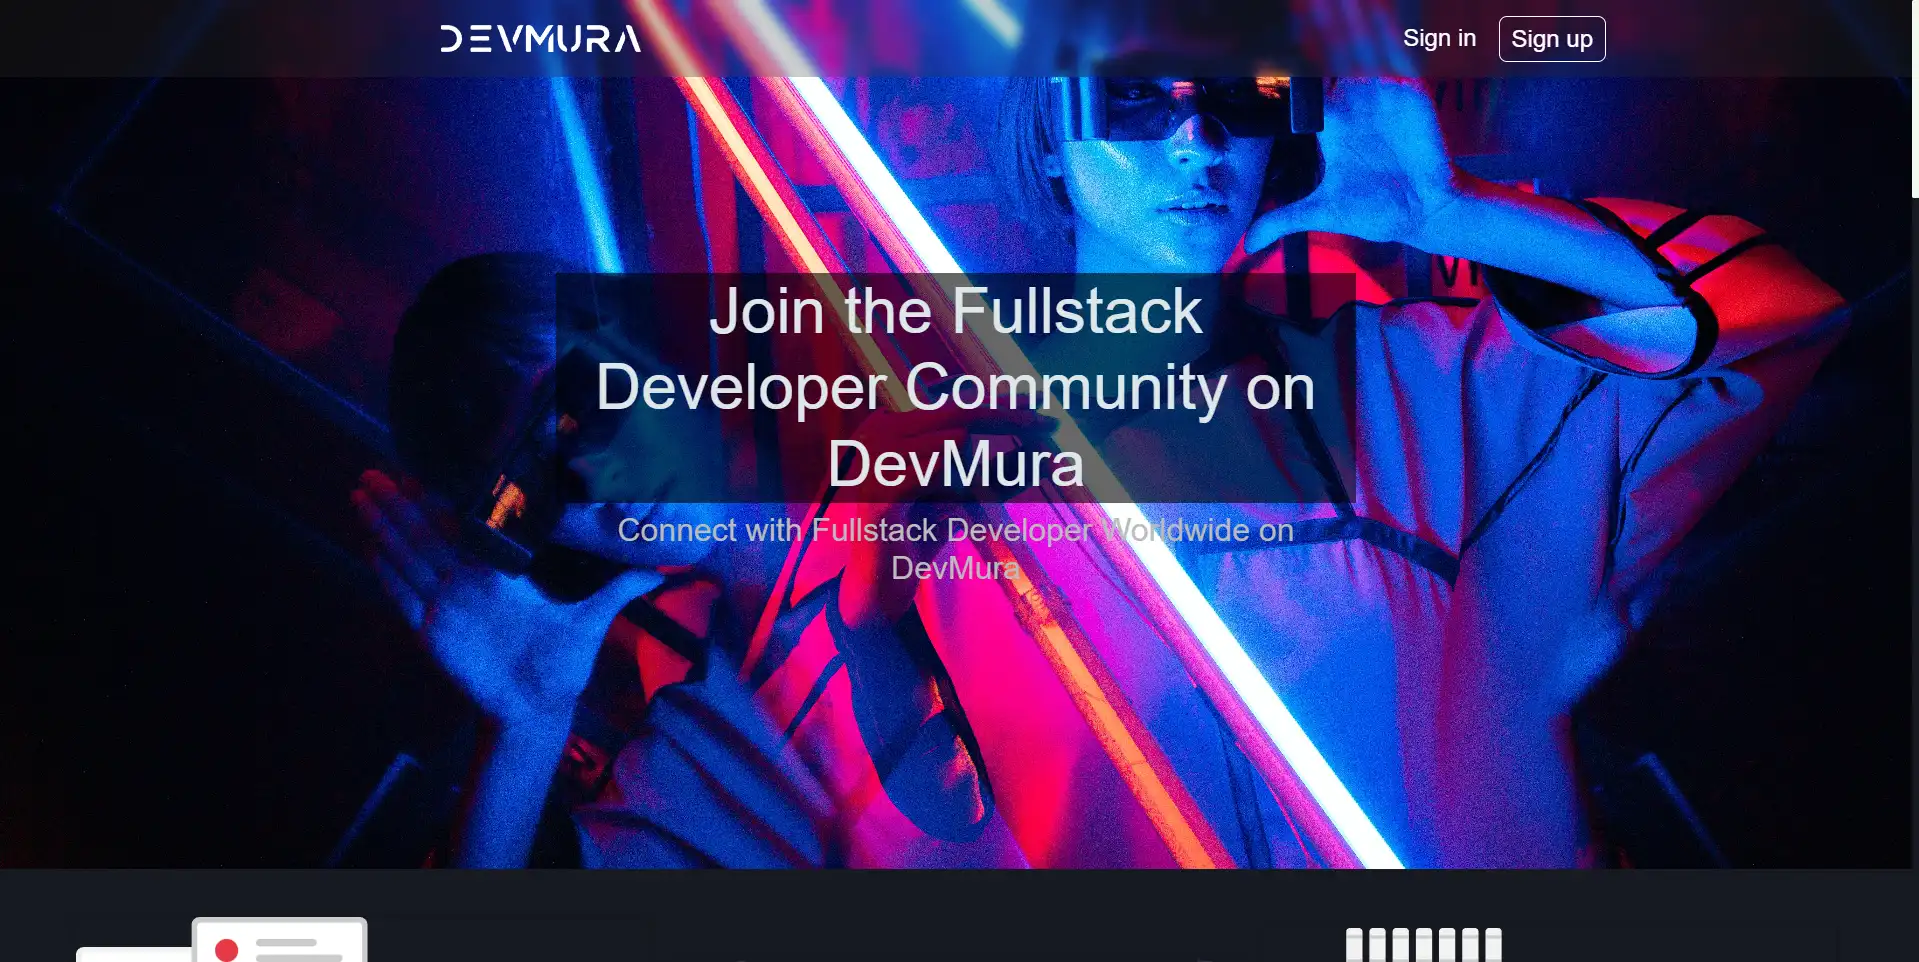 DEVMURA
Sign in
Sign up
Join the Fullstack
Developer Community on
DevMura
Connect with Fullstack Developer Worldwide on
DevMura